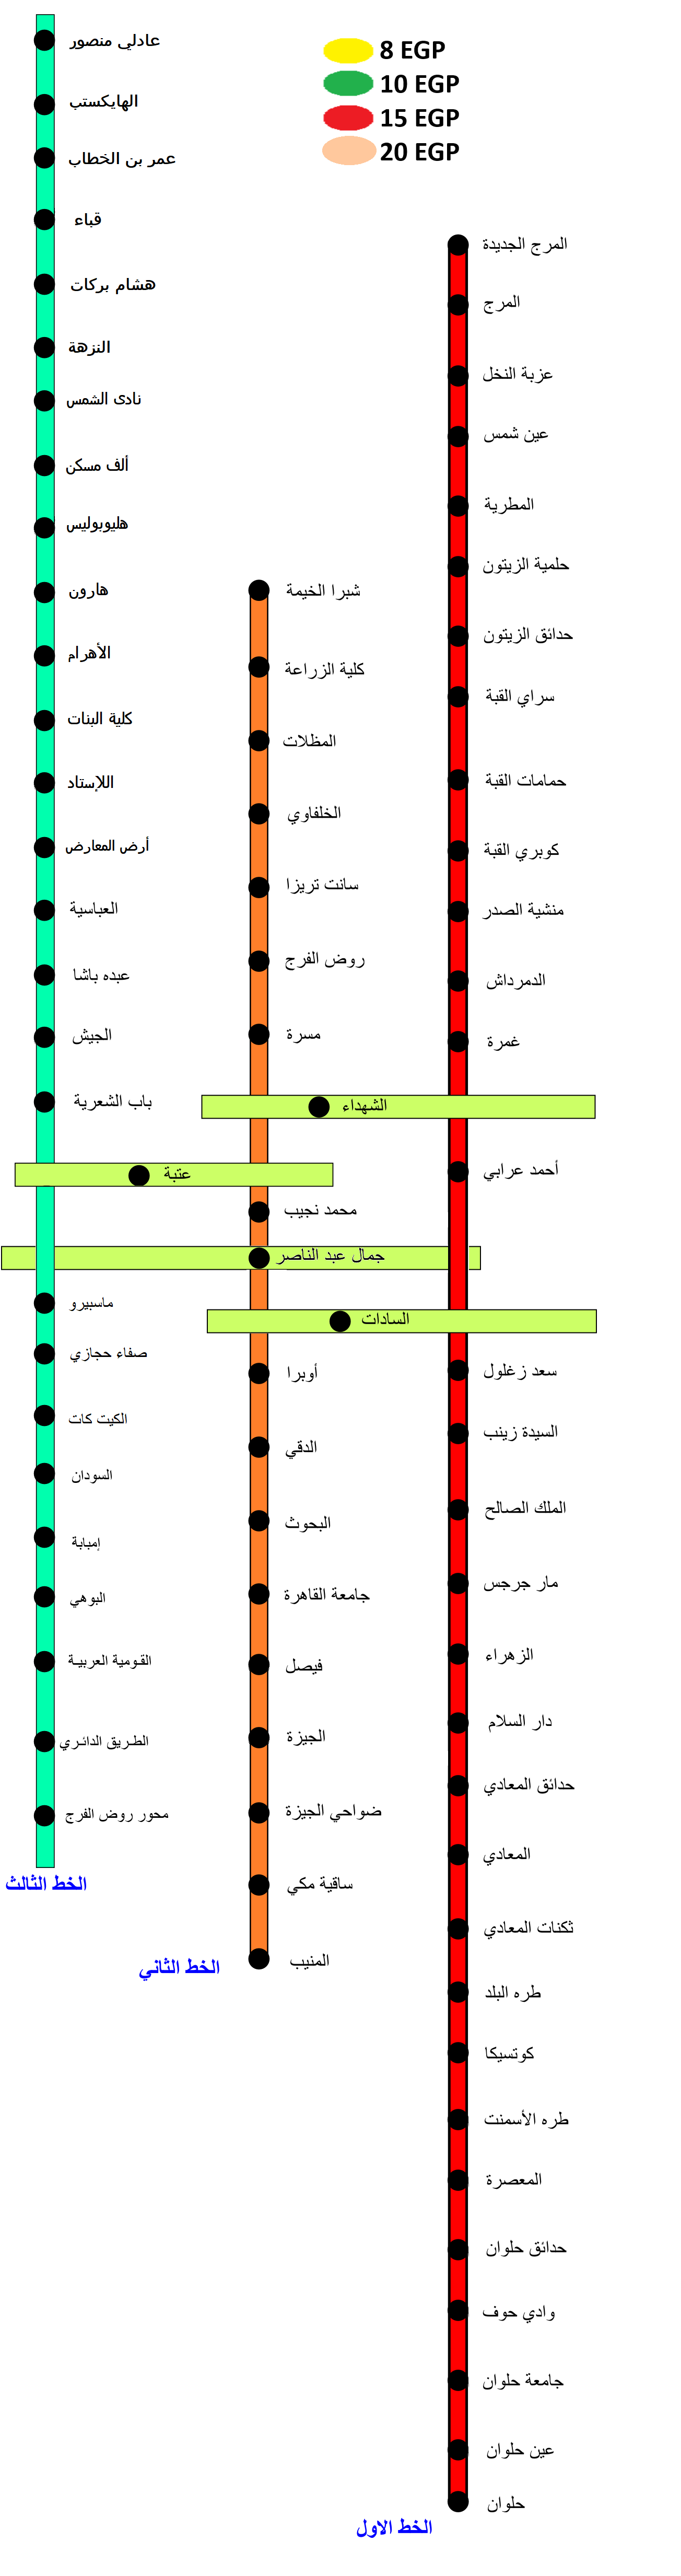 8 EGP
10 EGP
15 EGP
20 EGP
المرج الجديدة
المرج
عزبة النخل
عين شمس
المطرية
حلمية الزيتون
حدائق الزيتون
سراي القبة
حمامات القبة
كوبري القبة
منشية الصدر
الدمرداش
غمرة
الشهداء
أحمد عرابي
جمال عبد الناصر
السادات
سعد زغلول
السيدة زينب
الملك الصالح
مار جرجس
الزهراء
دار السلام
حدائق المعادي
المعادي
ثكنات المعادي
طره البلد
كوتسيكا
طره الأسمنت
المعصرة
حدائق حلوان
وادي حوف
جامعة حلوان
عين حلوان
حلوان
الخط الاول
شبرا الخيمة
كلية الزراعة
المظلات
الخلفاوي
سانت تريزا
روض الفرج
مسرة
عتبة
محمد نجيب
أوبرا
الدقي
البحوث
جامعة القاهرة
فيصل
الجيزة
ضواحي الجيزة
ساقية مكي
المنيب
الخط الثاني
عادلي منصور
الهايكستب
عمر بن الخطاب
قباء
هشام بركات
النزهة
نادى الشمس
ألف مسكن
هليوبوليس
هارون
الأهرام
كلية البنات
اللإستاد
أرض المعارض
العباسية
عبده باشا
الجيش
باب الشعرية
ماسبيرو
صفاء حجازي
الكيت كات
السودان
إمبابة
البوهي
القومية العربية
الطريق الدائري
محور روض الفرج
الخط الثالث